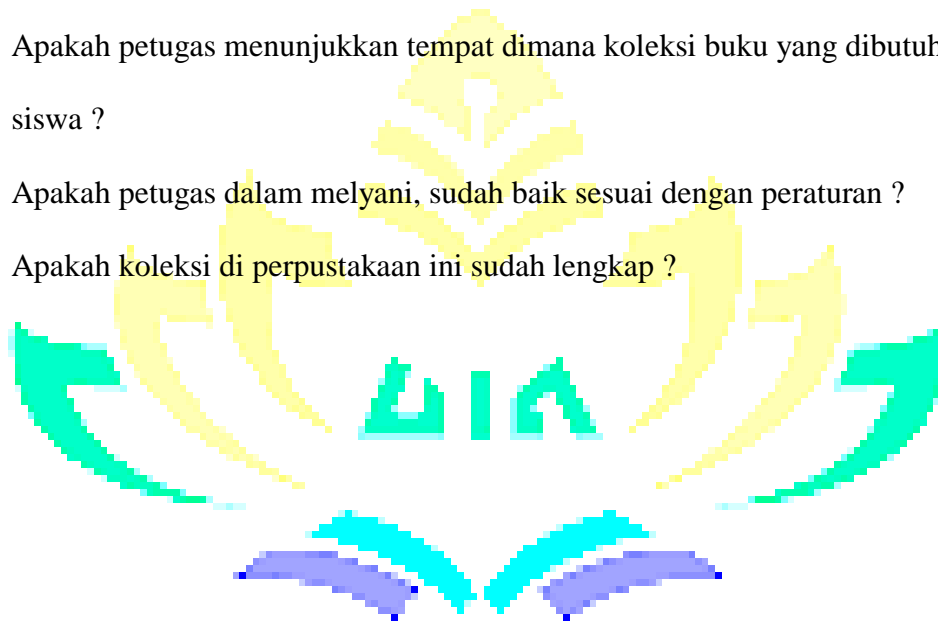 Apakah petugas menunjukkan tempat dimana koleksi buku yang dibutuh
siswa ?
Apakah petugas dalam melyani, sudah baik sesuai dengan peraturan ?
Apakah koleksi di perpustakaan ini sudah lengkap ?